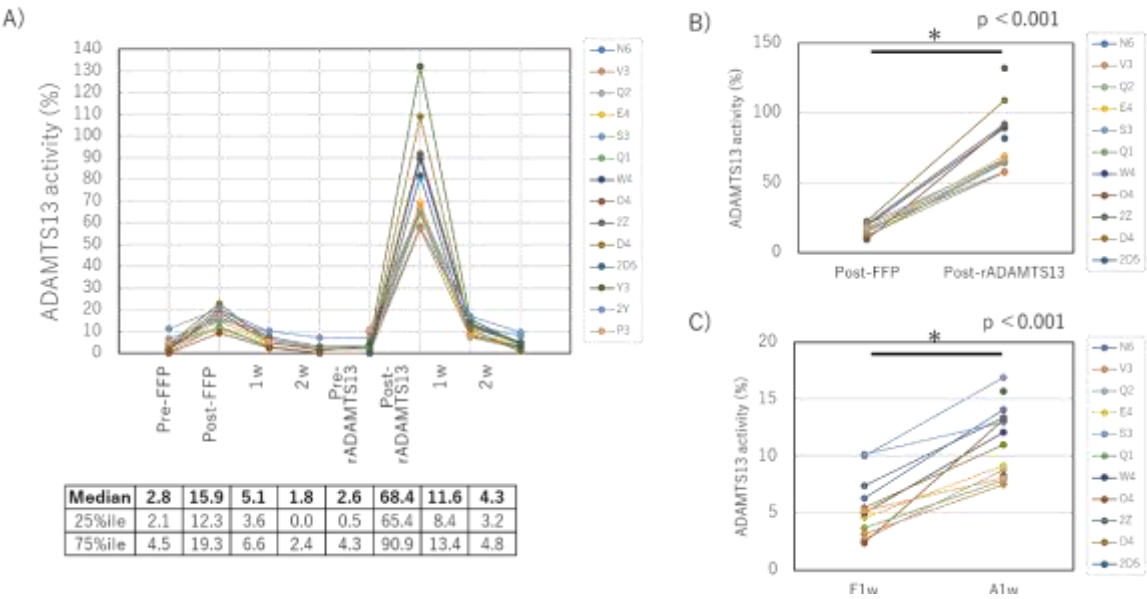 A)
ADAMTS13 activity (%)
140
130
120
110
100
90
80
70
60
50
40
30
20
10
0
Pre-FFP
Post-FFP
1w
2w
Pre-
rADAMTS13
Post-
rADAMTS13
1w
2w
N6
V3
Q2
E4
S3
Q1
W4
O4
2Z
D4
2D5
Y3
2Y
P3
Median 2.8 15.9 5.1 1.8 2.6 68.4 11.6 4.3
25%ile 2.1 12.3 3.6 0.0 0.5 65.4 8.4 3.2
75%ile 4.5 19.3 6.6 2.4 4.3 90.9 13.4 4.8
B)
p <0.001
*
ADAMTS13 activity (%)
150
100
50
0
Post-FFP Post-rADAMTS13
N6
V3
Q2
E4
S3
Q1
W4
O4
2Z
D4
2D5
C)
p <0.001
*
ADAMTS13 activity (%)
20
15
10
5
0
F1w A1w
N6
V3
Q2
E4
S3
Q1
W4
O4
2Z
D4
2D5